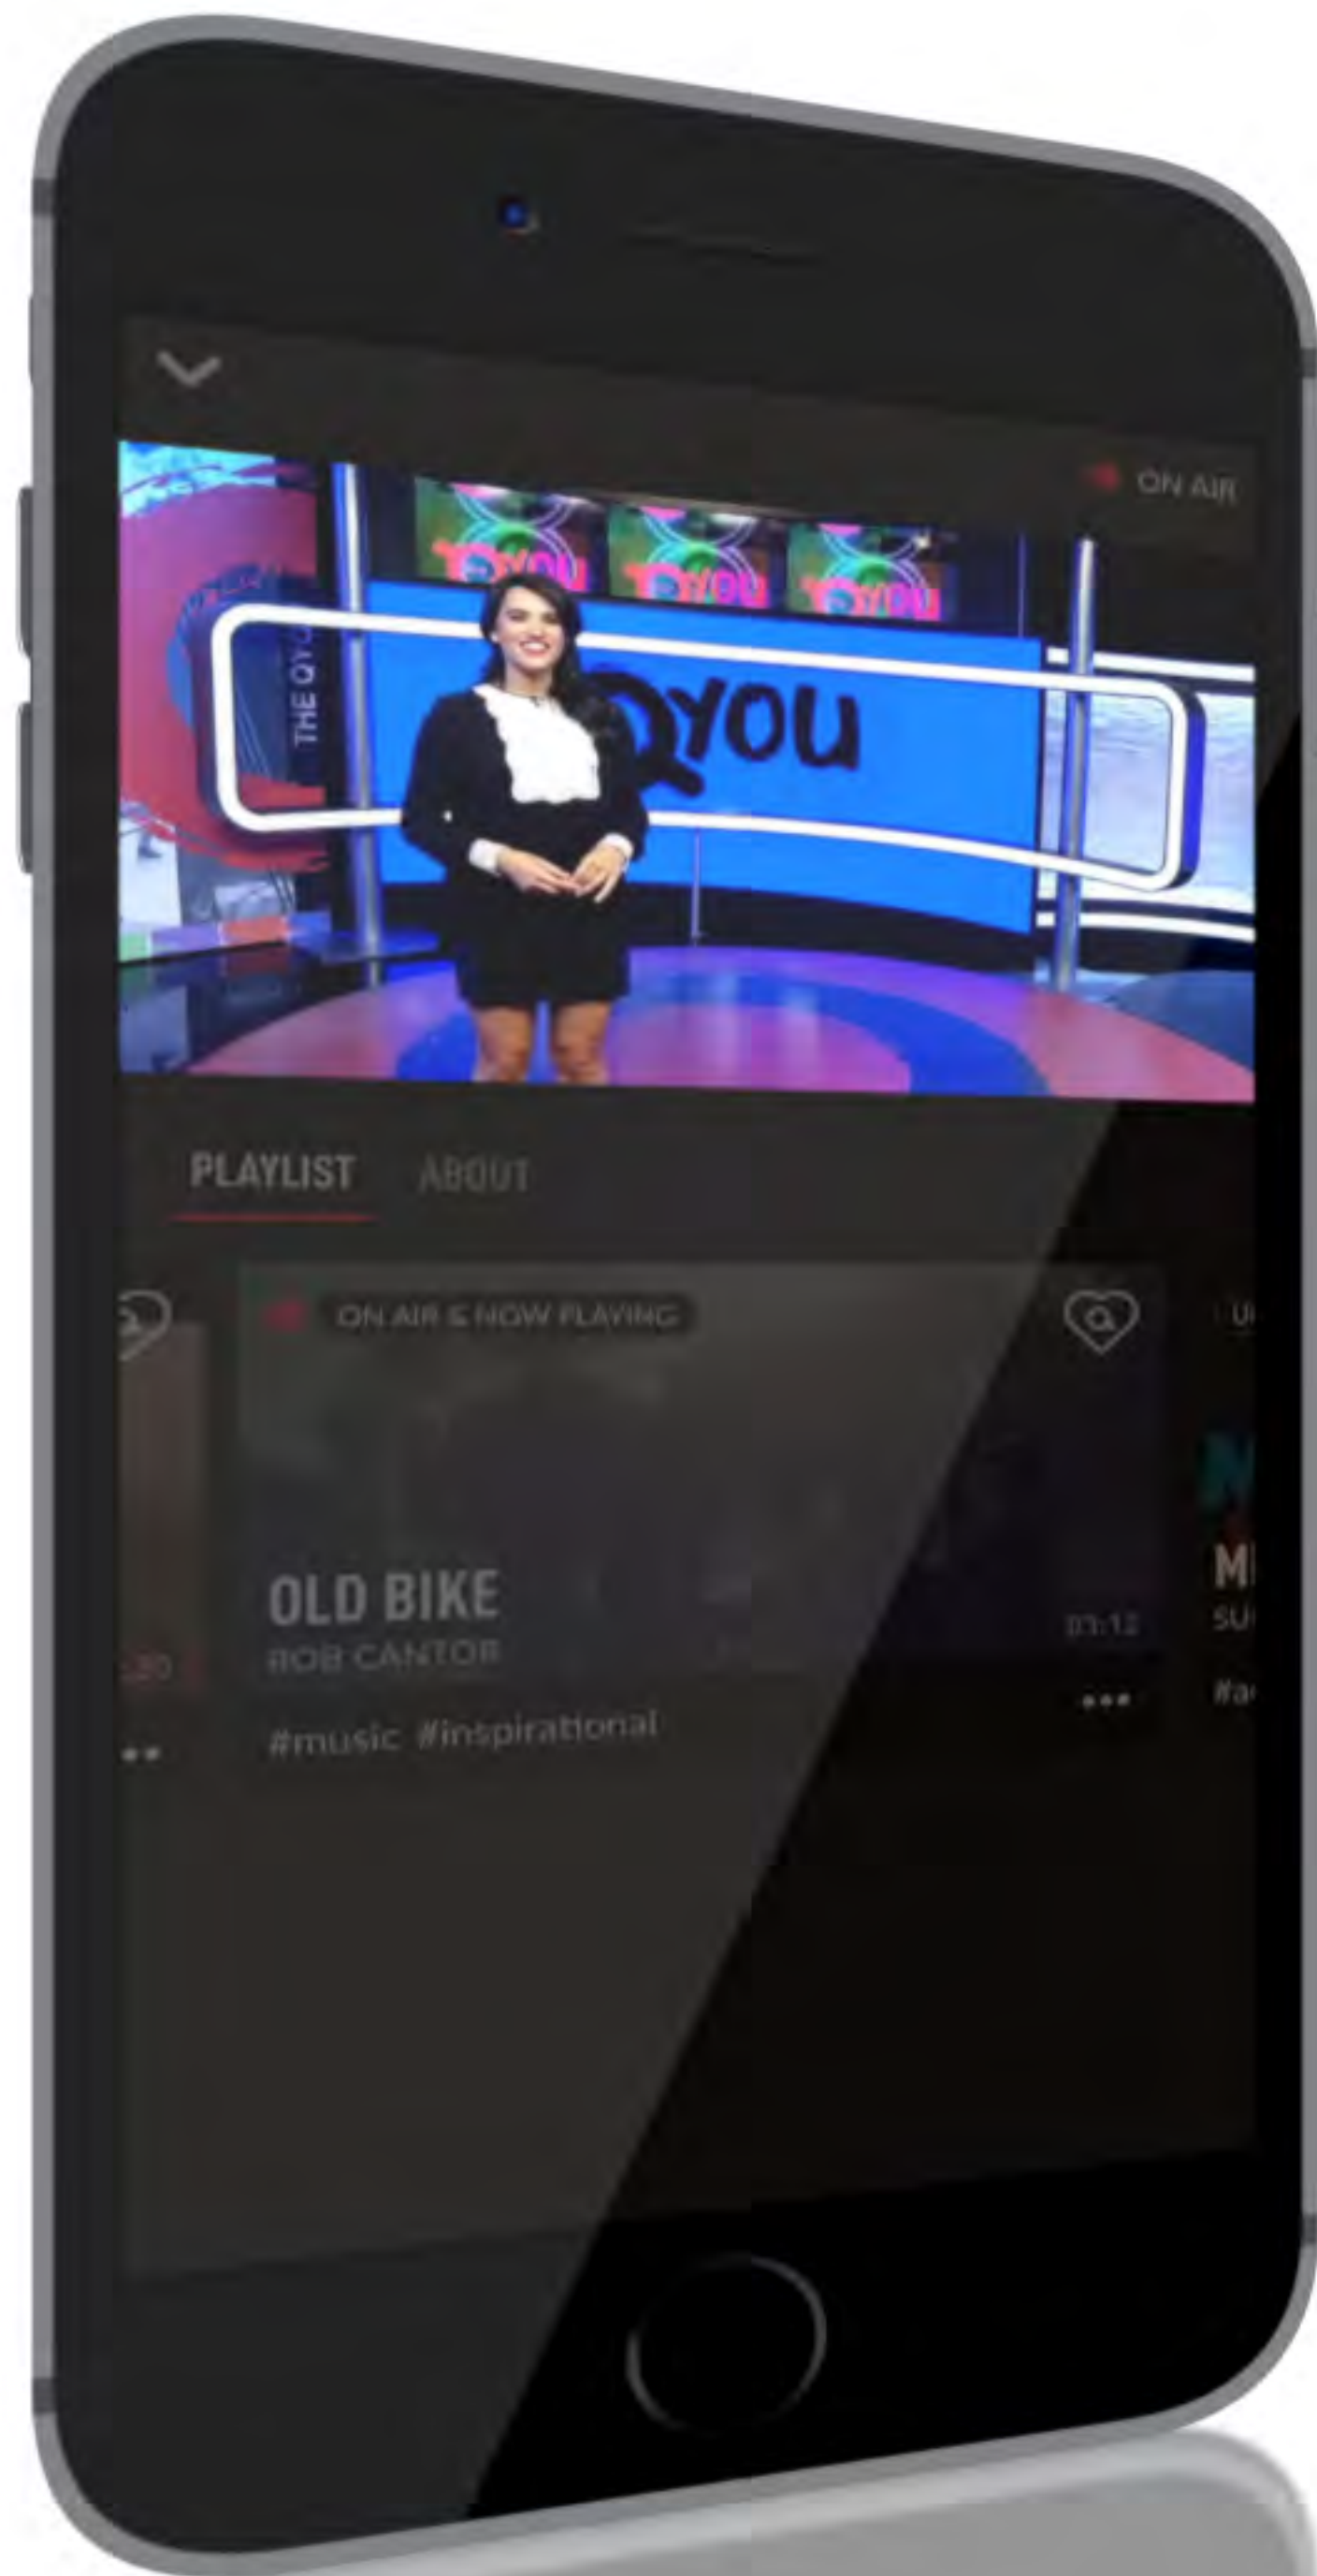 ON AIR
QYOU QYOU QYOU
THE QYO
QYOU
PLAYLIST ABOUT
ON AIR & NOW PLAYING
OLD BIKE
ROB CANTOR
03:12
#music #inspirational